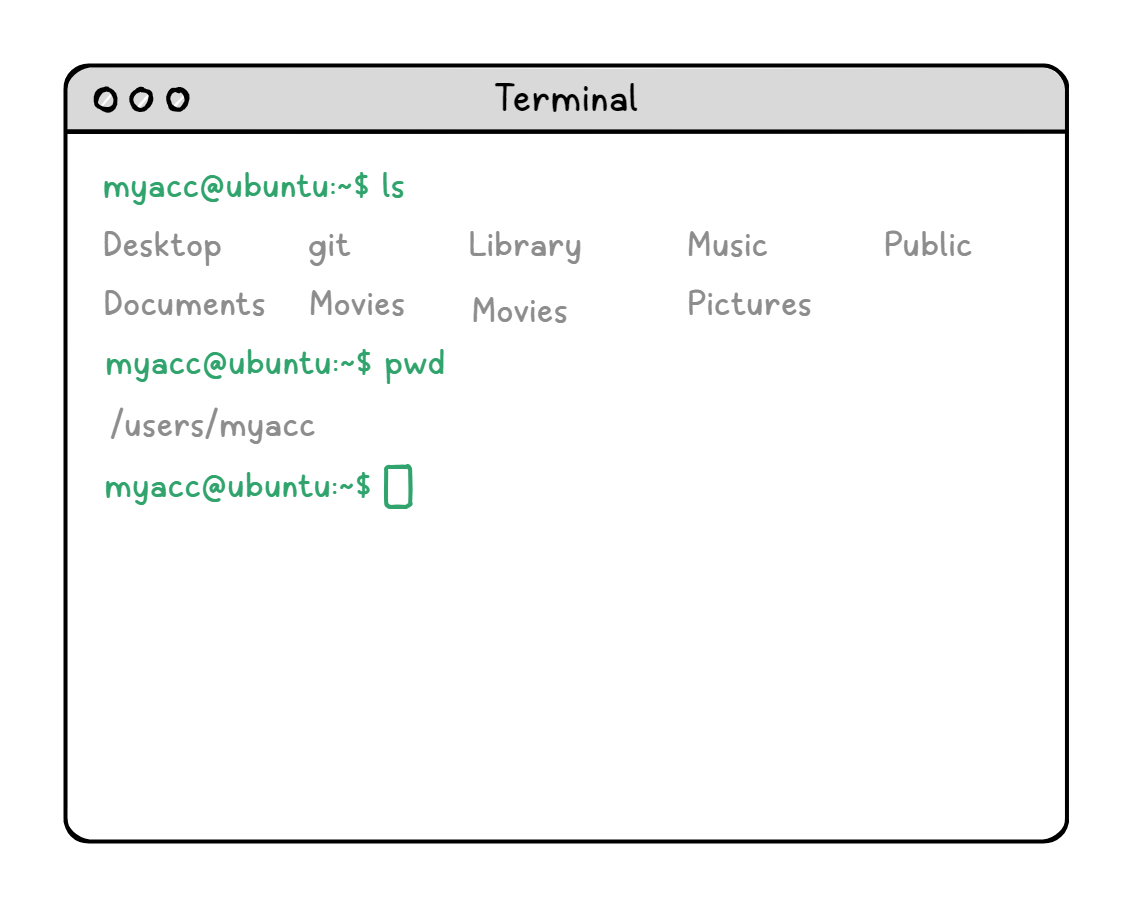 Terminal
myacc@ubuntu:~$ ls
Desktop git Library Music Public
Documents Movies Movies Pictures
myacc@ubuntu:~$ pwd
/users/myacc
myacc@ubuntu:~$